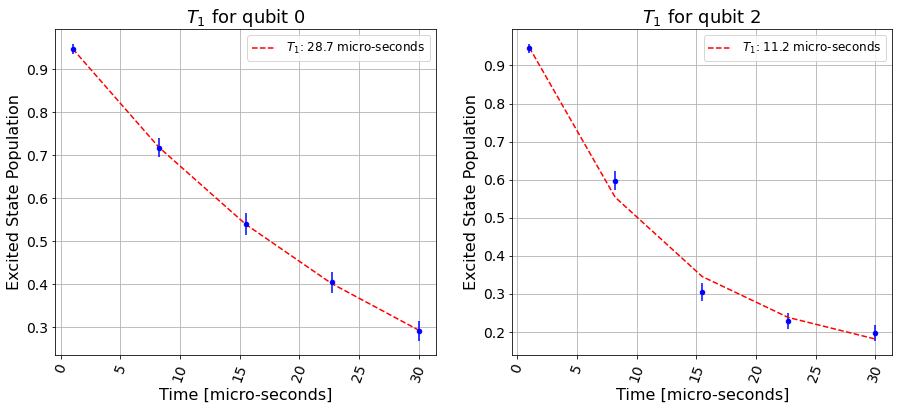 T₁ for qubit 0
T₁: 28.7 micro-seconds
Excited State Population
0.9
0.8
0.7
0.6
0.5
0.4
0.3
0 5 10 15 20 25 30
Time [micro-seconds]
T₁ for qubit 2
T₁: 11.2 micro-seconds
Excited State Population
0.9
0.8
0.7
0.6
0.5
0.4
0.3
0.2
0 5 10 15 20 25 30
Time [micro-seconds]